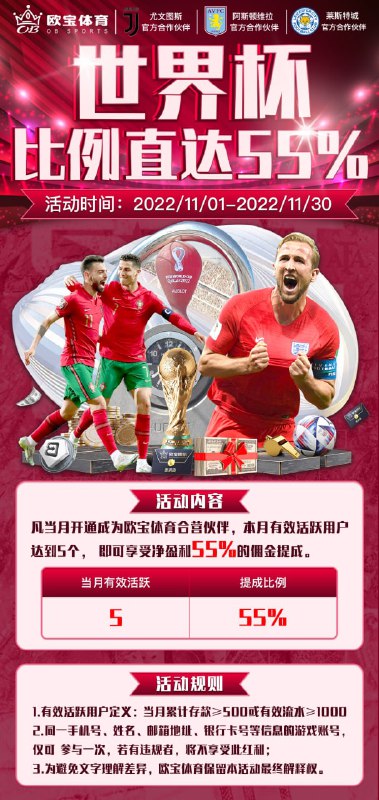 欧宝体育
OB SPORTS
尤文图斯
官方合作伙伴
阿斯顿维拉
官方合作伙伴
莱斯特城
官方合作伙伴
世界杯
比例直达55%
活动时间：2022/11/01-2022/11/30
活动内容
凡当月开通成为欧宝体育合营伙伴，本月有效活跃用户
达到5个， 即可享受净盈利55%的佣金提成。
当月有效活跃 提成比例
5 55%
活动规则
1.有效活跃用户定义：当月累计存款≥500或有效流水≥1000
2.同一手机号、姓名、邮箱地址、银行卡号等信息的游戏账号，
仅可 参与一次，若有违规者，将不享受此红利；
3.为避免文字理解差异，欧宝体育保留本活动最终解释权。